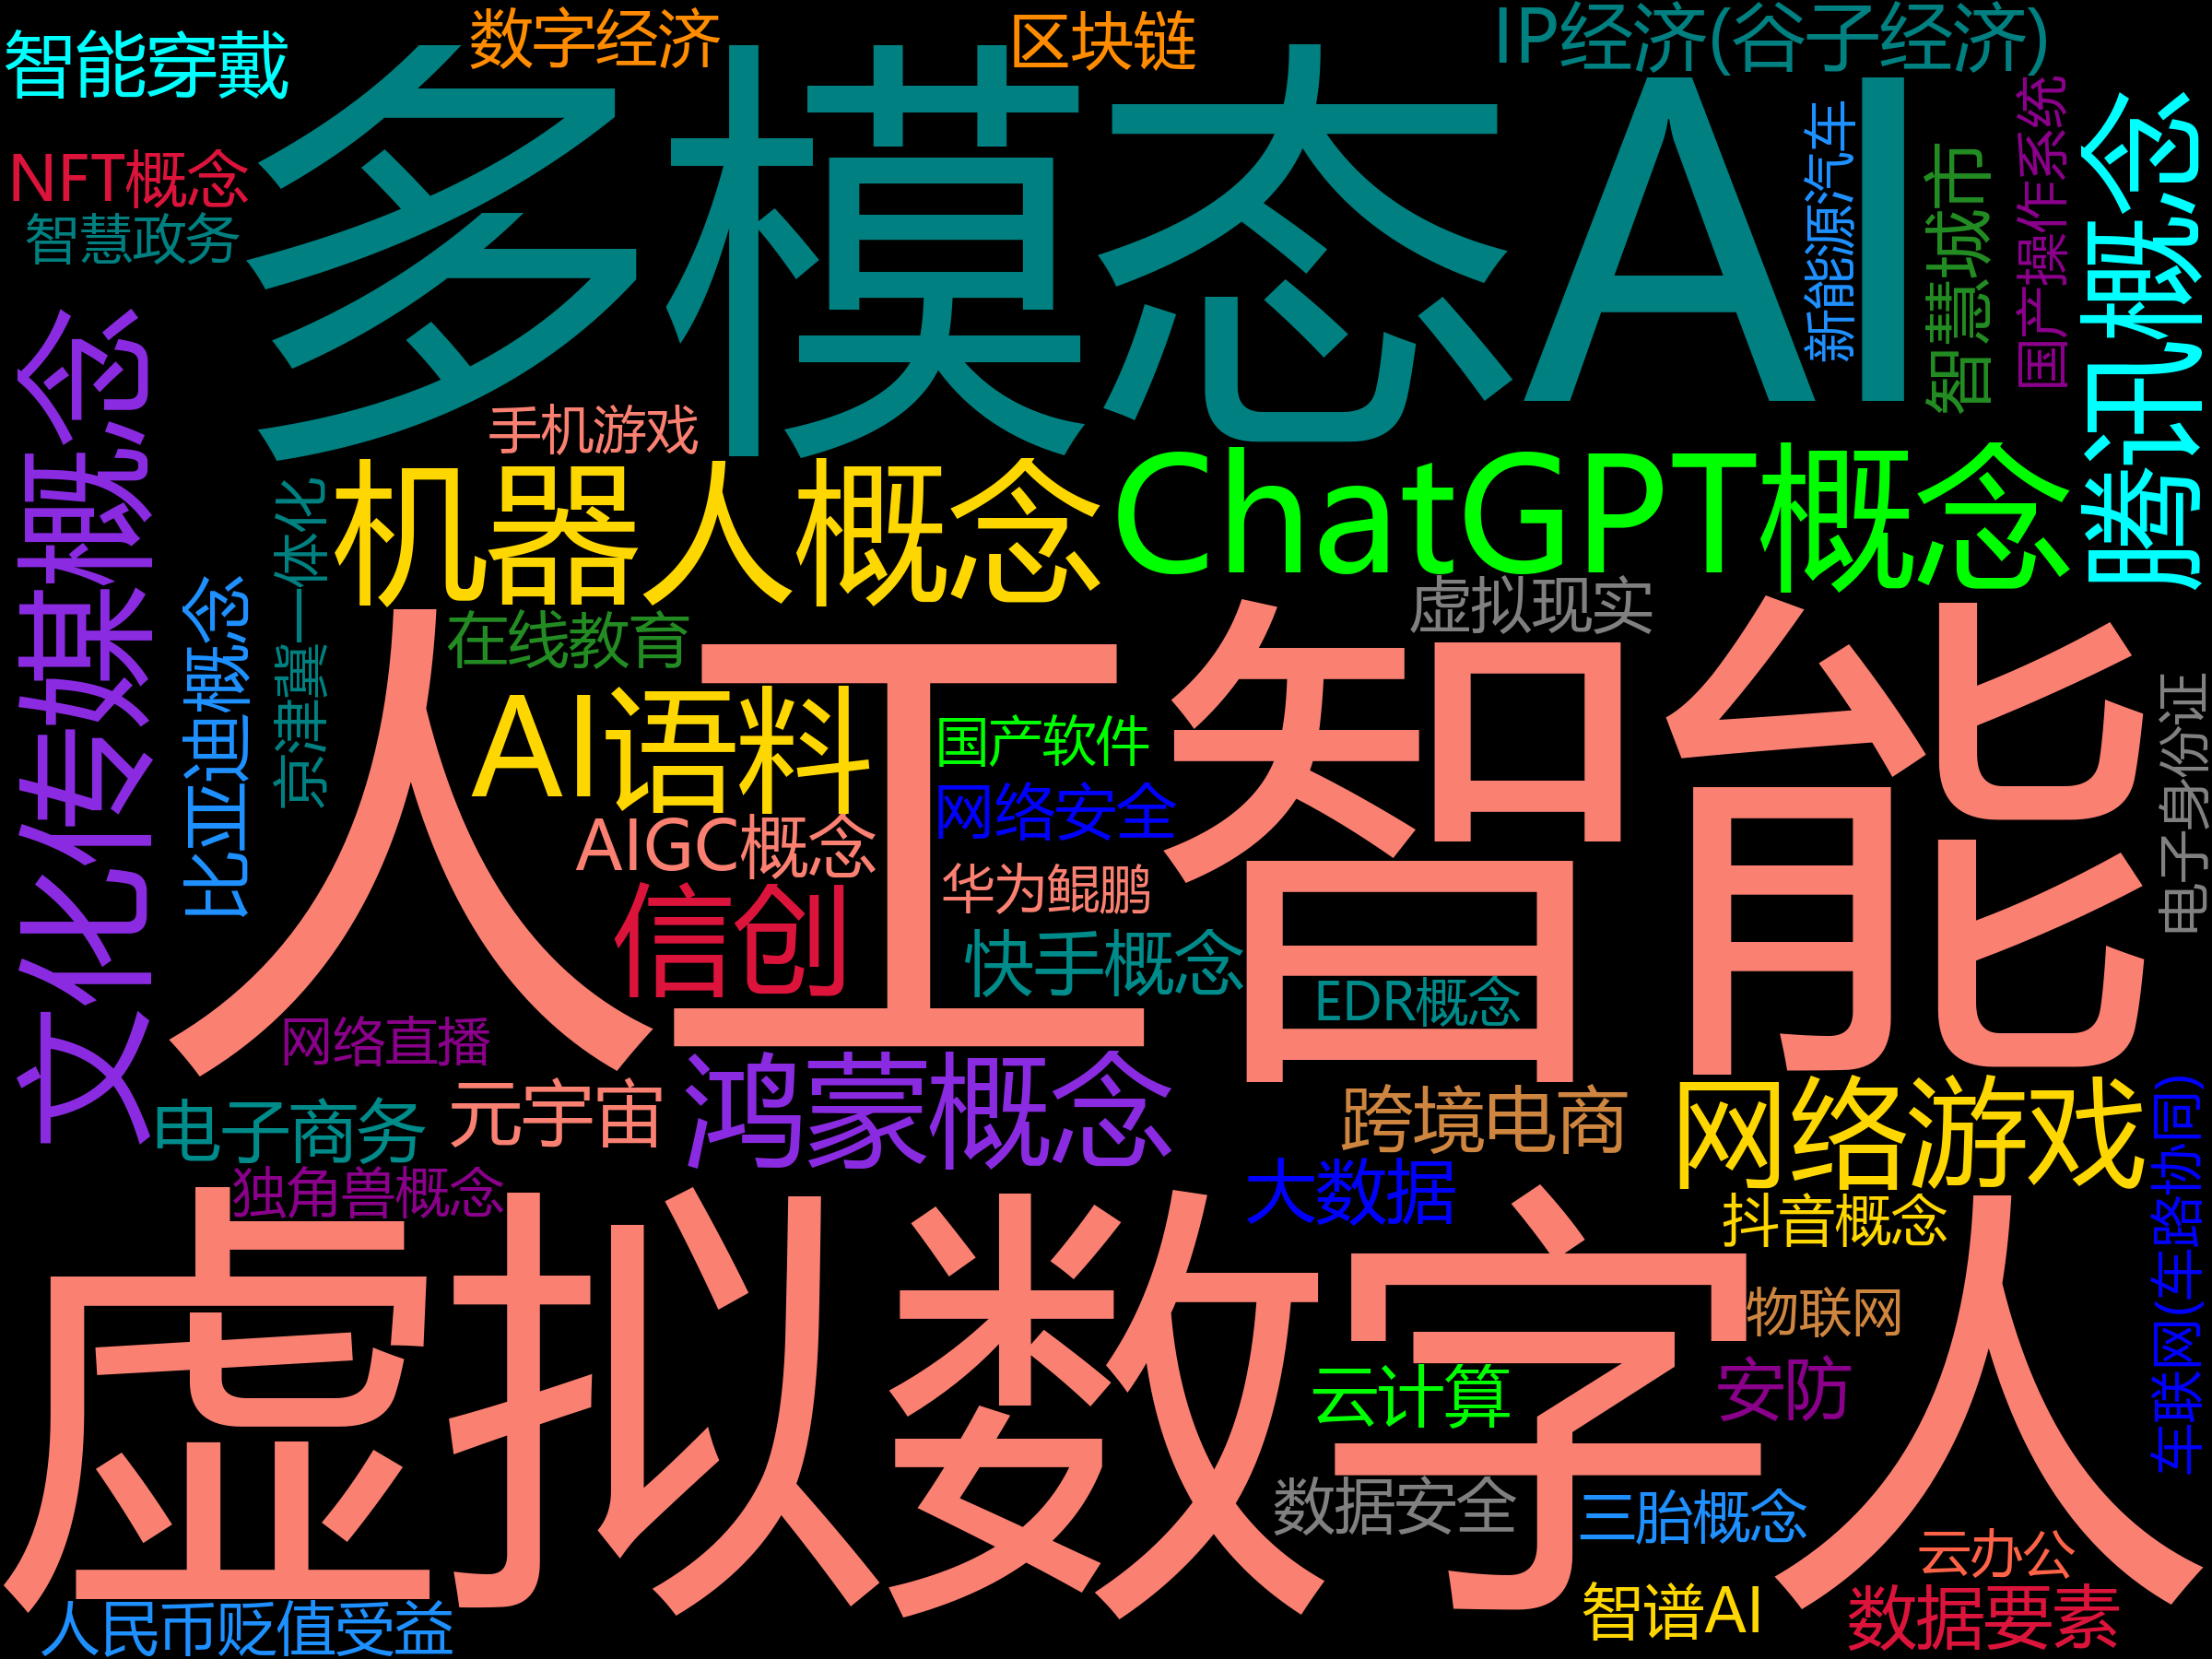 智能穿戴
数字经济
区块链
IP经济(谷子经济)
NFT概念
智慧政务
多模态AI
新能源汽车
智慧城市
国产操作系统
腾讯概念
手机游戏
机器人概念
ChatGPT概念
文化传媒概念
比亚迪概念
京津冀一体化
在线教育
虚拟现实
人工智能
AI语料
国产软件
网络安全
AIGC概念
华为鲲鹏
信创
快手概念
EDR概念
电子身份证
网络直播
电子商务
元宇宙
鸿蒙概念
跨境电商
网络游戏
独角兽概念
大数据
抖音概念
车联网(车路协同)
虚拟数字人
物联网
云计算
安防
数据安全
三胎概念
云办公
人民币贬值受益
智谱AI
数据要素